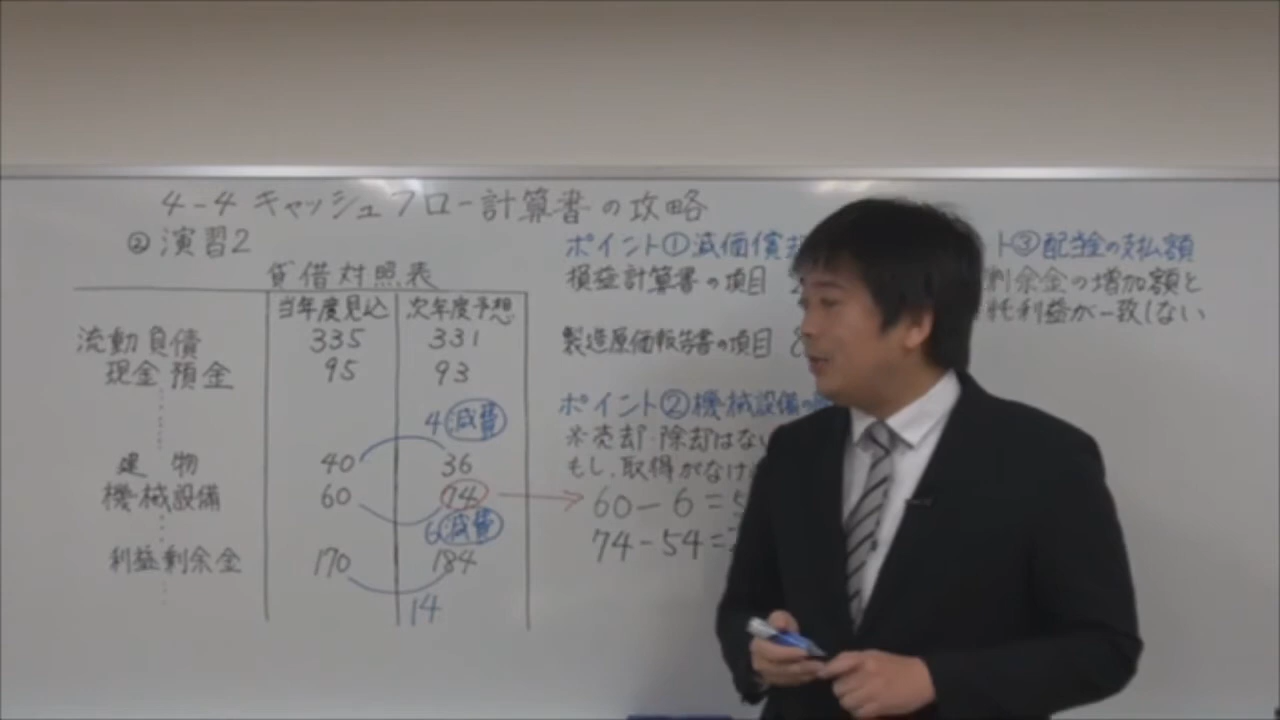 4-4 キャッシュフロー計算書の攻略
② 演習2
貸借対照表
当年度見込 次年度予想
流動負債 335 331
現金預金 95 93
4 減費
建物 40 36
機械設備 60 74
6 減費
利益剰余金 170 184
14
ポイント①減価償
損益計算書の項目
製造原価報告書の項目
ポイント②機械設備の
※売却・除却はない
もし、取得がなけ
60-6=5
74-54=
ト③配当金の支払額
剰余金の増加額と
利益が一致しない